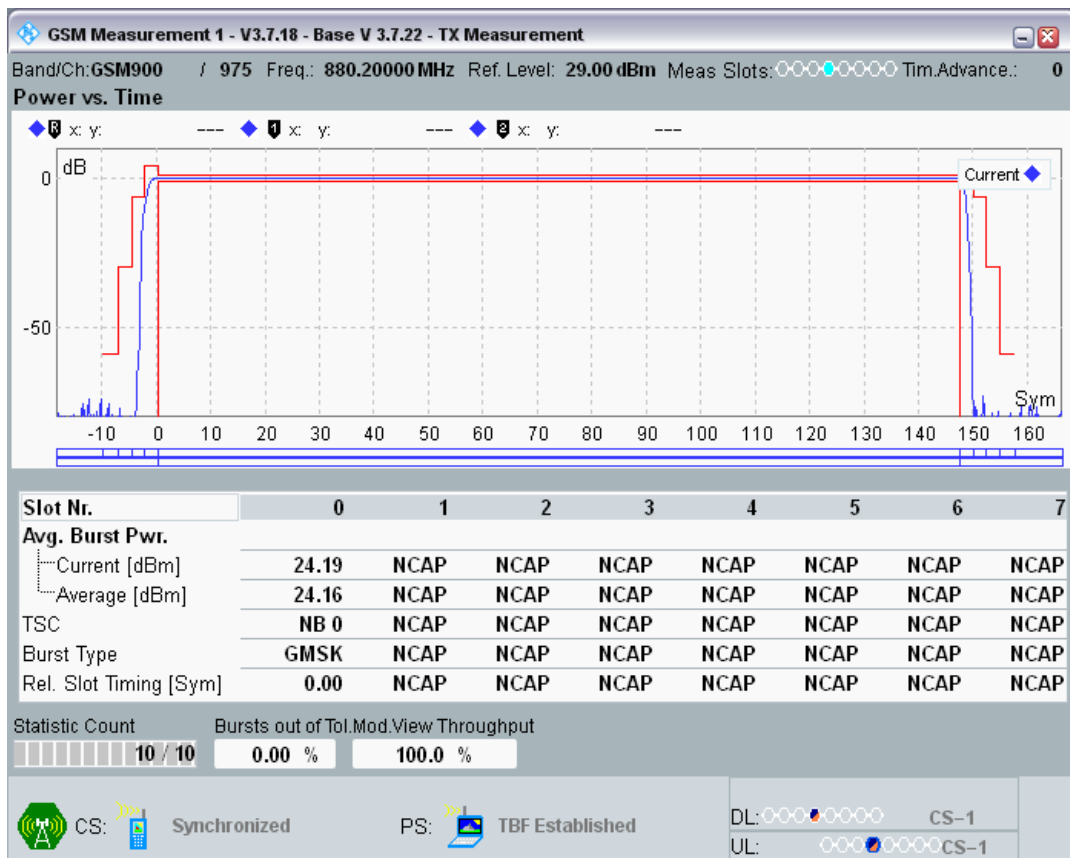 GSM Measurement 1 - V3.7.18 - Base V 3.7.22 - TX Measurement
Band/Ch:GSM900 / 975 Freq.: 880.20000 MHz Ref. Level: 29.00 dBm Meas Slots: Tim.Advance.: 0
Power vs. Time
R x: y: --- 1 x: y: --- 2 x: y: ---
dB
0
Current
-50
Sym
-10 0 10 20 30 40 50 60 70 80 90 100 110 120 130 140 150 160
Slot Nr. 0 1 2 3 4 5 6 7
Avg. Burst Pwr.
Current [dBm] 24.19 NCAP NCAP NCAP NCAP NCAP NCAP NCAP
Average [dBm] 24.16 NCAP NCAP NCAP NCAP NCAP NCAP NCAP
TSC NB 0 NCAP NCAP NCAP NCAP NCAP NCAP NCAP
Burst Type GMSK NCAP NCAP NCAP NCAP NCAP NCAP NCAP
Rel. Slot Timing [Sym] 0.00 NCAP NCAP NCAP NCAP NCAP NCAP NCAP
Statistic Count Bursts out of Tol.Mod.View Throughput
10 / 10 0.00 % 100.0 %
CS: Synchronized PS: TBF Established
DL: CS-1
UL: CS-1